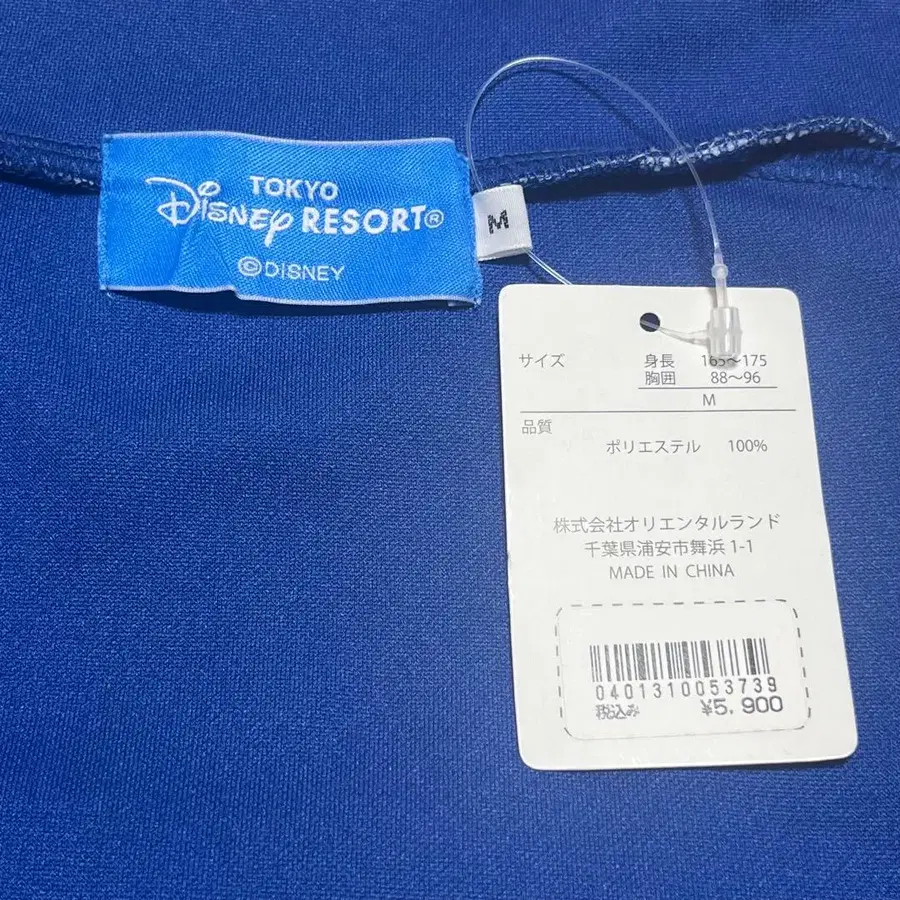 TOKYO
Disney RESORT®
©DISNEY
M
サイズ 身長 165～175
胸囲 88～96
M
品質
ポリエステル 100%
株式会社オリエンタルランド
千葉県浦安市舞浜1-1
MADE IN CHINA
0401310053739
税込み ¥5,900